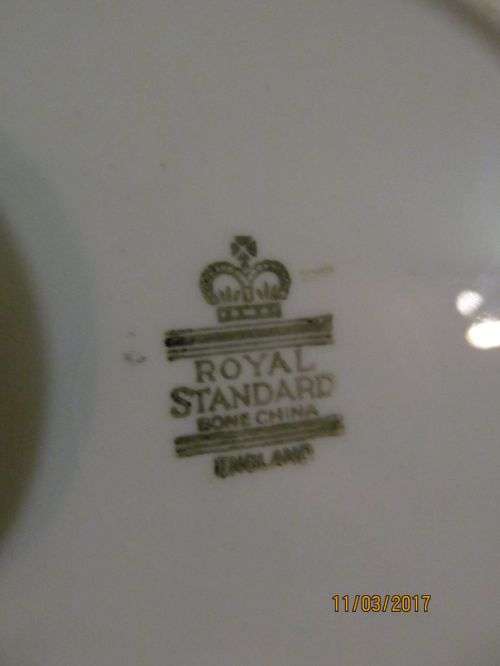 ROYAL
STANDARD
BONE CHINA
ENGLAND
11/03/2017